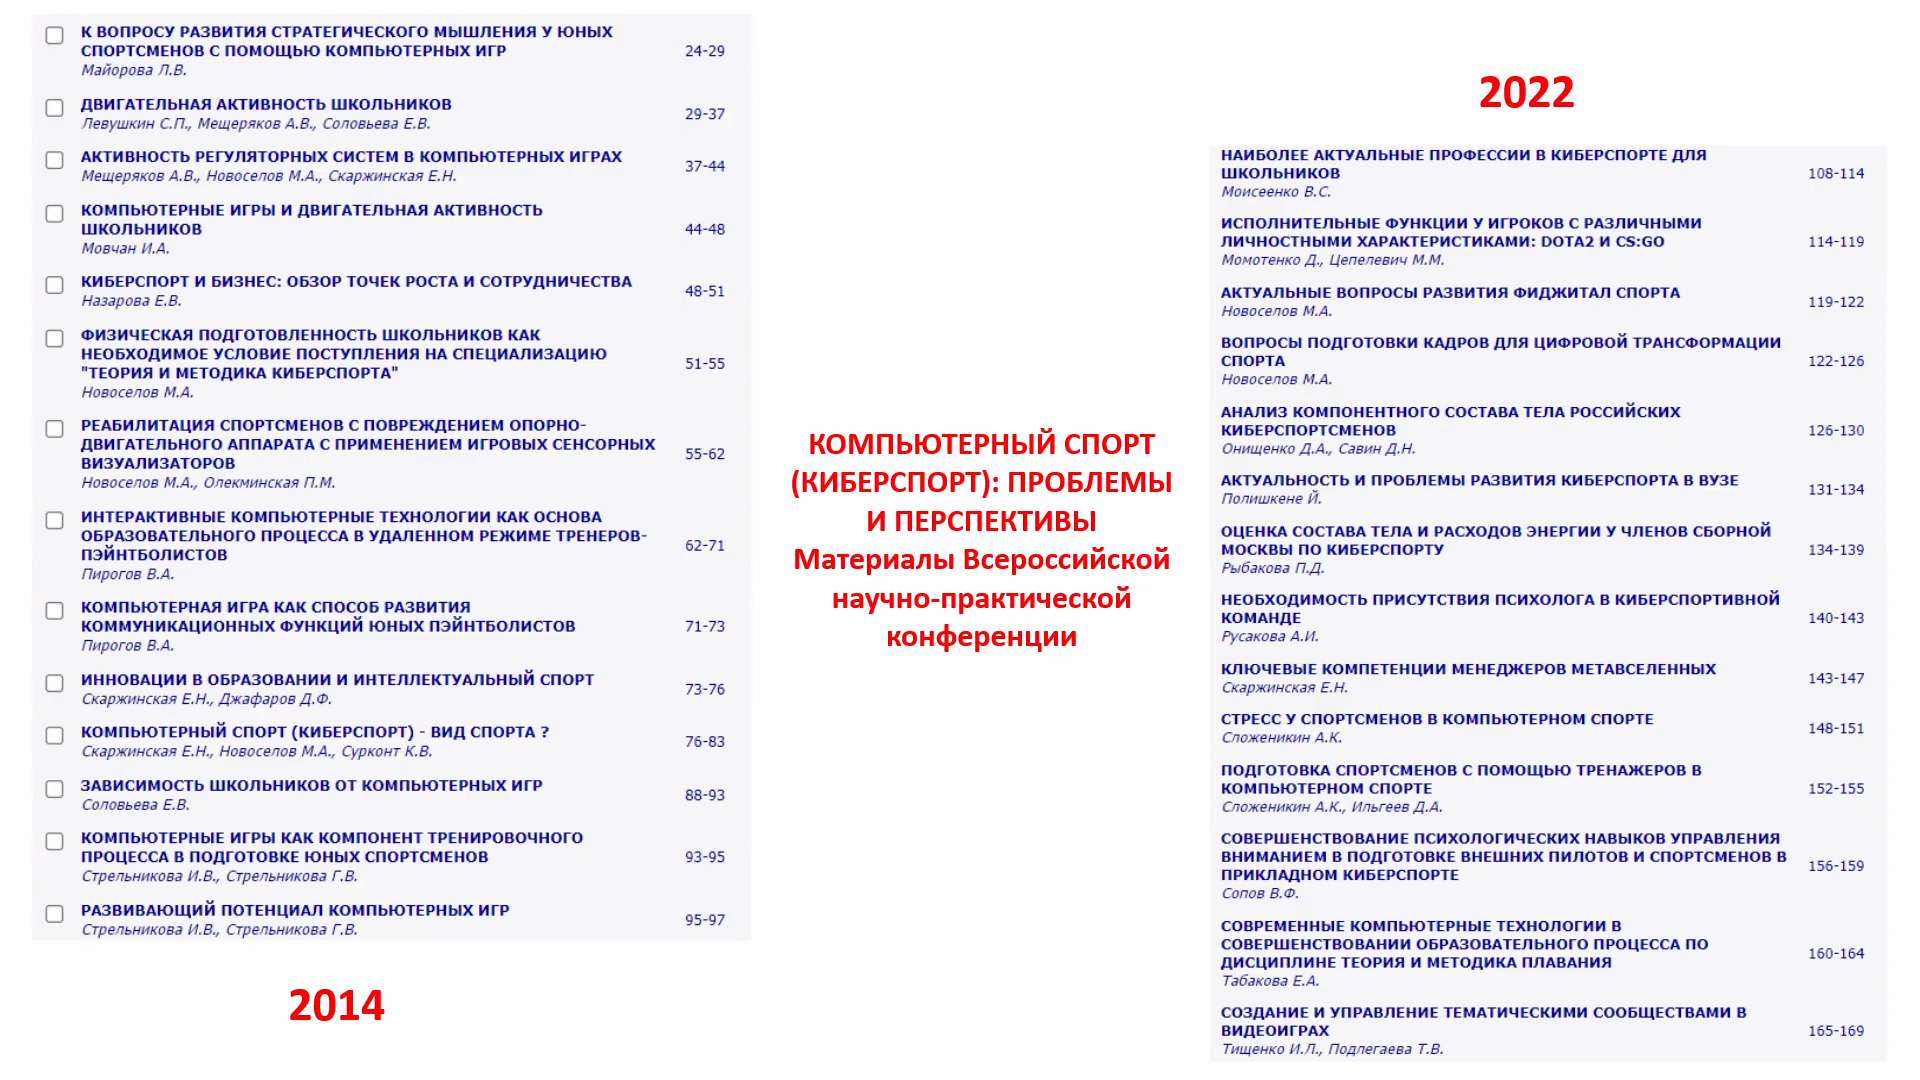 К ВОПРОСУ РАЗВИТИЯ СТРАТЕГИЧЕСКОГО МЫШЛЕНИЯ У ЮНЫХ
СПОРТСМЕНОВ С ПОМОЩЬЮ КОМПЬЮТЕРНЫХ ИГР
24-29
Майорова Л.В.
ДВИГАТЕЛЬНАЯ АКТИВНОСТЬ ШКОЛЬНИКОВ
29-37
Левушкин С.П., Мещеряков А.В., Соловьева Е.В.
АКТИВНОСТЬ РЕГУЛЯТОРНЫХ СИСТЕМ В КОМПЬЮТЕРНЫХ ИГРАХ
37-44
Мещеряков А.В., Новоселов М.А., Скаржинская Е.Н.
КОМПЬЮТЕРНЫЕ ИГРЫ И ДВИГАТЕЛЬНАЯ АКТИВНОСТЬ
ШКОЛЬНИКОВ
44-48
Мовчан И.А.
КИБЕРСПОРТ И БИЗНЕС: ОБЗОР ТОЧЕК РОСТА И СОТРУДНИЧЕСТВА
48-51
Назарова Е.В.
ФИЗИЧЕСКАЯ ПОДГОТОВЛЕННОСТЬ ШКОЛЬНИКОВ КАК
НЕОБХОДИМОЕ УСЛОВИЕ ПОСТУПЛЕНИЯ НА СПЕЦИАЛИЗАЦИЮ
"ТЕОРИЯ И МЕТОДИКА КИБЕРСПОРТА"
51-55
Новоселов М.А.
РЕАБИЛИТАЦИЯ СПОРТСМЕНОВ С ПОВРЕЖДЕНИЕМ ОПОРНО-
ДВИГАТЕЛЬНОГО АППАРАТА С ПРИМЕНЕНИЕМ ИГРОВЫХ СЕНСОРНЫХ
ВИЗУАЛИЗАТОРОВ
55-62
Новоселов М.А., Олекминская П.М.
ИНТЕРАКТИВНЫЕ КОМПЬЮТЕРНЫЕ ТЕХНОЛОГИИ КАК ОСНОВА
ОБРАЗОВАТЕЛЬНОГО ПРОЦЕССА В УДАЛЕННОМ РЕЖИМЕ ТРЕНЕРОВ-
ПЭЙНТБОЛИСТОВ
62-71
Пирогов В.А.
КОМПЬЮТЕРНАЯ ИГРА КАК СПОСОБ РАЗВИТИЯ
КОММУНИКАЦИОННЫХ ФУНКЦИЙ ЮНЫХ ПЭЙНТБОЛИСТОВ
71-73
Пирогов В.А.
ИННОВАЦИИ В ОБРАЗОВАНИИ И ИНТЕЛЛЕКТУАЛЬНЫЙ СПОРТ
73-76
Скаржинская Е.Н., Джафаров Д.Ф.
КОМПЬЮТЕРНЫЙ СПОРТ (КИБЕРСПОРТ) - ВИД СПОРТА ?
76-83
Скаржинская Е.Н., Новоселов М.А., Сурконт К.В.
ЗАВИСИМОСТЬ ШКОЛЬНИКОВ ОТ КОМПЬЮТЕРНЫХ ИГР
88-93
Соловьева Е.В.
КОМПЬЮТЕРНЫЕ ИГРЫ КАК КОМПОНЕНТ ТРЕНИРОВОЧНОГО
ПРОЦЕССА В ПОДГОТОВКЕ ЮНЫХ СПОРТСМЕНОВ
93-95
Стрельникова И.В., Стрельникова Г.В.
РАЗВИВАЮЩИЙ ПОТЕНЦИАЛ КОМПЬЮТЕРНЫХ ИГР
95-97
Стрельникова И.В., Стрельникова Г.В.
2014
КОМПЬЮТЕРНЫЙ СПОРТ
(КИБЕРСПОРТ): ПРОБЛЕМЫ
И ПЕРСПЕКТИВЫ
Материалы Всероссийской
научно-практической
конференции
2022
НАИБОЛЕЕ АКТУАЛЬНЫЕ ПРОФЕССИИ В КИБЕРСПОРТЕ ДЛЯ
ШКОЛЬНИКОВ
108-114
Моисеенко В.С.
ИСПОЛНИТЕЛЬНЫЕ ФУНКЦИИ У ИГРОКОВ С РАЗЛИЧНЫМИ
ЛИЧНОСТНЫМИ ХАРАКТЕРИСТИКАМИ: DOTA2 И CS:GO
114-119
Момотенко Д., Цепелевич М.М.
АКТУАЛЬНЫЕ ВОПРОСЫ РАЗВИТИЯ ФИДЖИТАЛ СПОРТА
119-122
Новоселов М.А.
ВОПРОСЫ ПОДГОТОВКИ КАДРОВ ДЛЯ ЦИФРОВОЙ ТРАНСФОРМАЦИИ
СПОРТА
122-126
Новоселов М.А.
АНАЛИЗ КОМПОНЕНТНОГО СОСТАВА ТЕЛА РОССИЙСКИХ
КИБЕРСПОРТСМЕНОВ
126-130
Онищенко Д.А., Савин Д.Н.
АКТУАЛЬНОСТЬ И ПРОБЛЕМЫ РАЗВИТИЯ КИБЕРСПОРТА В ВУЗЕ
131-134
Полишкене Й.
ОЦЕНКА СОСТАВА ТЕЛА И РАСХОДОВ ЭНЕРГИИ У ЧЛЕНОВ СБОРНОЙ
МОСКВЫ ПО КИБЕРСПОРТУ
134-139
Рыбакова П.Д.
НЕОБХОДИМОСТЬ ПРИСУТСТВИЯ ПСИХОЛОГА В КИБЕРСПОРТИВНОЙ
КОМАНДЕ
140-143
Русакова А.И.
КЛЮЧЕВЫЕ КОМПЕТЕНЦИИ МЕНЕДЖЕРОВ МЕТАВСЕЛЕННЫХ
143-147
Скаржинская Е.Н.
СТРЕСС У СПОРТСМЕНОВ В КОМПЬЮТЕРНОМ СПОРТЕ
148-151
Сложеникин А.К.
ПОДГОТОВКА СПОРТСМЕНОВ С ПОМОЩЬЮ ТРЕНАЖЕРОВ В
КОМПЬЮТЕРНОМ СПОРТЕ
152-155
Сложеникин А.К., Ильгеев Д.А.
СОВЕРШЕНСТВОВАНИЕ ПСИХОЛОГИЧЕСКИХ НАВЫКОВ УПРАВЛЕНИЯ
ВНИМАНИЕМ В ПОДГОТОВКЕ ВНЕШНИХ ПИЛОТОВ И СПОРТСМЕНОВ В
ПРИКЛАДНОМ КИБЕРСПОРТЕ
156-159
Сопов В.Ф.
СОВРЕМЕННЫЕ КОМПЬЮТЕРНЫЕ ТЕХНОЛОГИИ В
СОВЕРШЕНСТВОВАНИИ ОБРАЗОВАТЕЛЬНОГО ПРОЦЕССА ПО
ДИСЦИПЛИНЕ ТЕОРИЯ И МЕТОДИКА ПЛАВАНИЯ
160-164
Табакова Е.А.
СОЗДАНИЕ И УПРАВЛЕНИЕ ТЕМАТИЧЕСКИМИ СООБЩЕСТВАМИ В
ВИДЕОИГРАХ
165-169
Тищенко И.Л., Подлегаева Т.В.